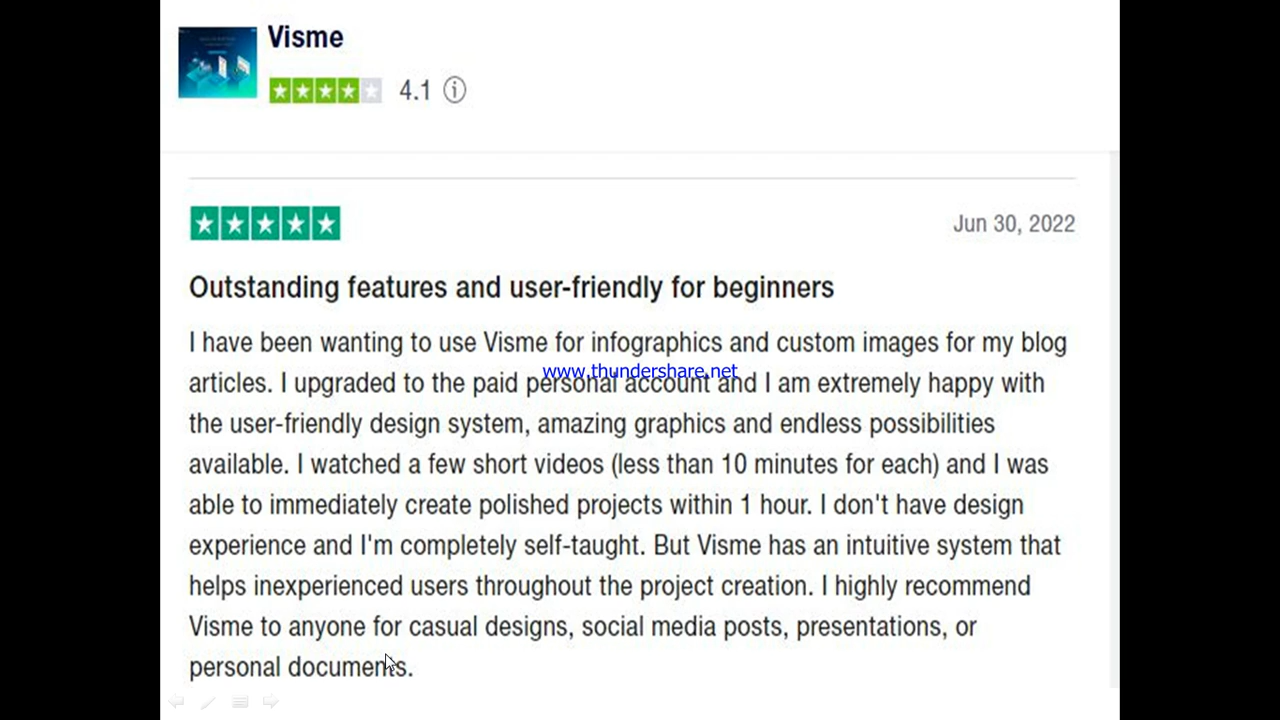 Visme
4.1
Jun 30, 2022
Outstanding features and user-friendly for beginners
I have been wanting to use Visme for infographics and custom images for my blog
www.thundershare.net
articles. I upgraded to the paid personal account and I am extremely happy with
the user-friendly design system, amazing graphics and endless possibilities
available. I watched a few short videos (less than 10 minutes for each) and I was
able to immediately create polished projects within 1 hour. I don't have design
experience and I'm completely self-taught. But Visme has an intuitive system that
helps inexperienced users throughout the project creation. I highly recommend
Visme to anyone for casual designs, social media posts, presentations, or
personal documents.